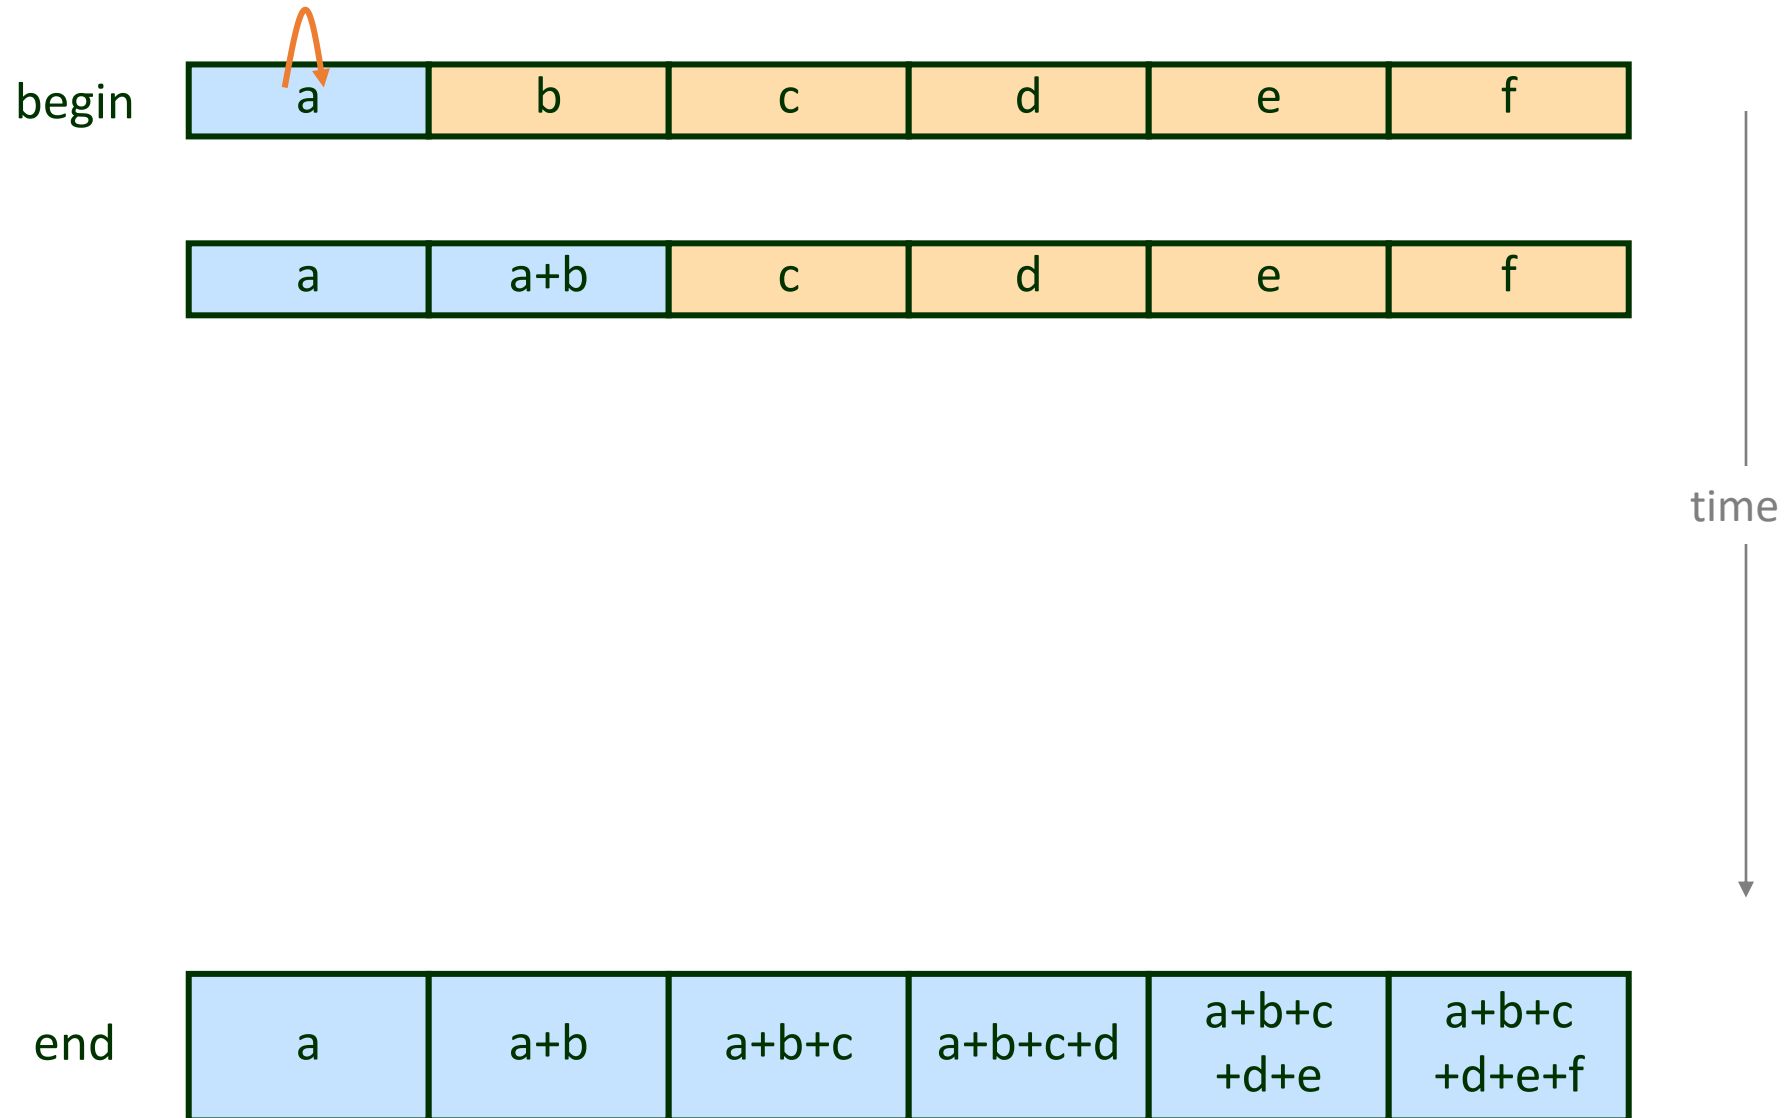 begin a b c d e f
a a+b c d e f
time
end a a+b a+b+c a+b+c+d a+b+c a+b+c
+d+e +d+e+f